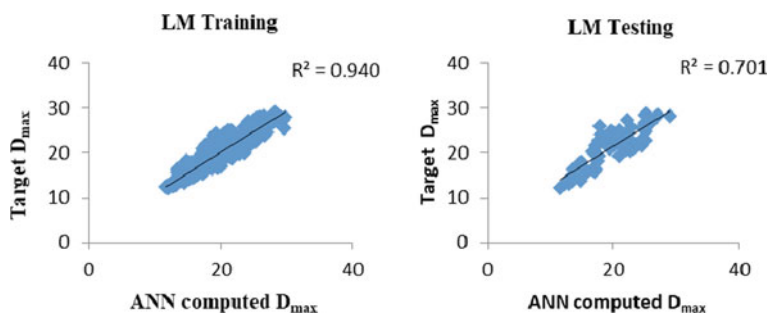 LM Training
R² = 0.940
Target Dmax
40
30
20
10
0
0
20
40
ANN computed Dmax
LM Testing
R² = 0.701
Target Dmax
40
30
20
10
0
0
20
40
ANN computed Dmax